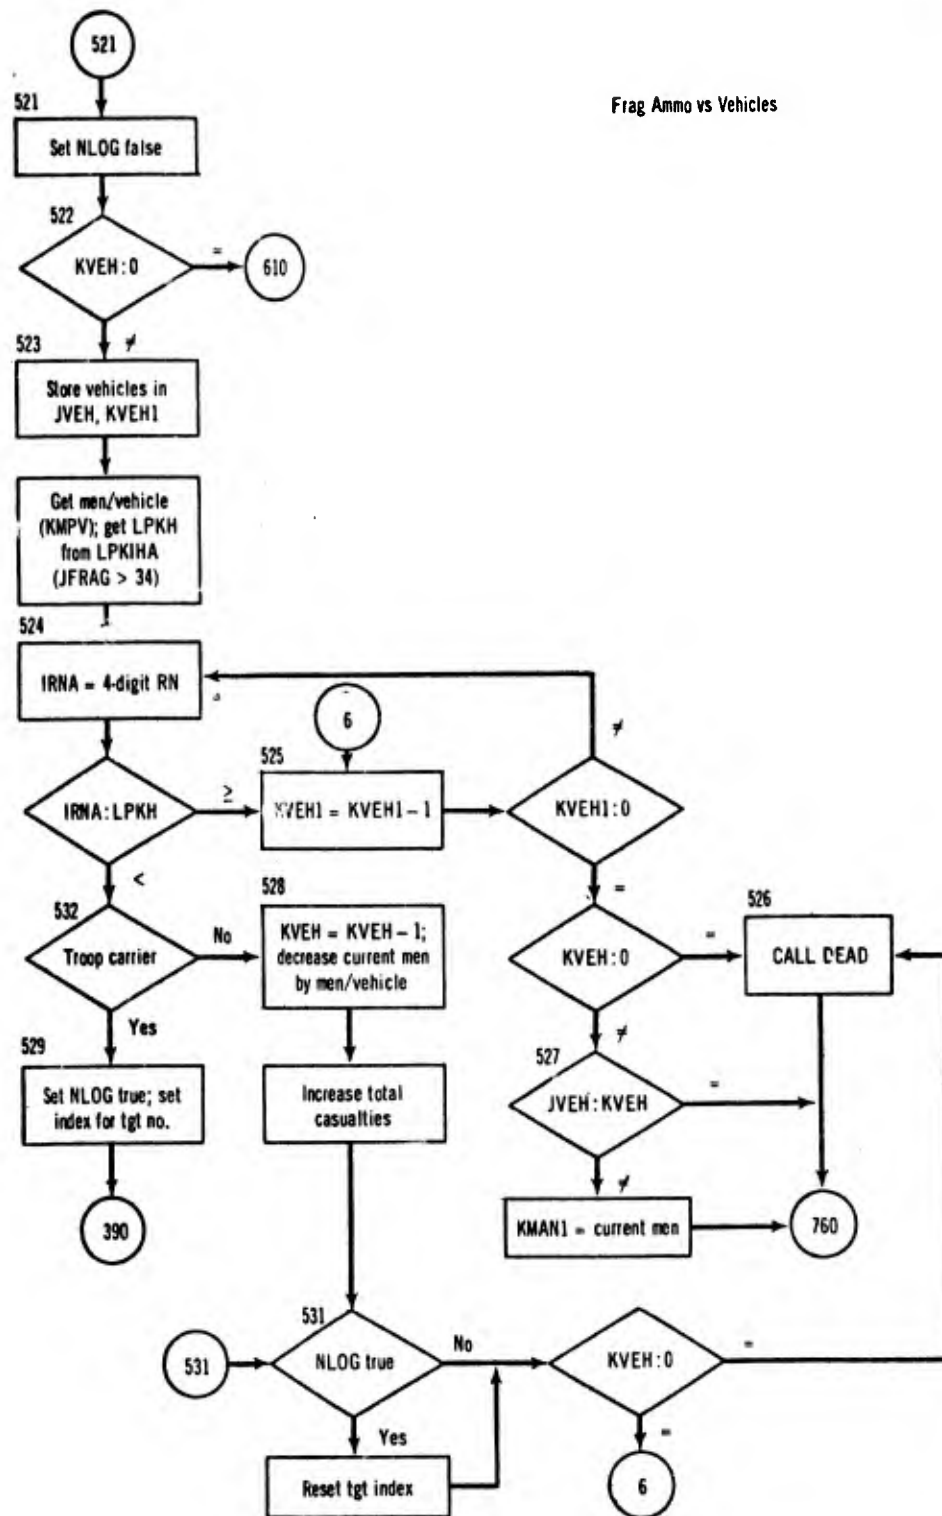 521
Frag Ammo vs Vehicles
521
Set NLOG false
522
KVEH:0
=
610
≠
523
Store vehicles in
JVEH, KVEH1
Get men/vehicle
(KMPV); get LPKH
from LPKIHA
(JFRAG > 34)
524
IRNA = 4-digit RN
6
≠
525
IRNA:LPKH
≥
KVEH1 = KVEH1-1
KVEH1:0
<
=
532
Troop carrier
No
528
KVEH = KVEH-1;
decrease current men
by men/vehicle
KVEH:0
=
526
CALL DEAD
Yes
≠
529
Set NLOG true; set
index for tgt no.
Increase total
casualties
527
JVEH:KVEH
=
≠
390
KMAN1 = current men
760
531
531
NLOG true
No
KVEH:0
=
Yes
=
Reset tgt index
6